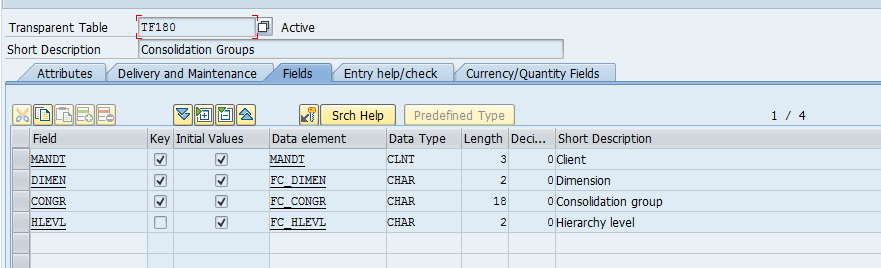 Transparent Table TF180 Active
Short Description Consolidation Groups
Attributes Delivery and Maintenance Fields Entry help/check Currency/Quantity Fields
Srch Help Predefined Type 1 / 4
Field Key Initial Values Data element Data Type Length Deci... Short Description
MANDT MANDT CLNT 3 0 Client
DIMEN FC_DIMEN CHAR 2 0 Dimension
CONGR FC_CONGR CHAR 18 0 Consolidation group
HLEVL FC_HLEVL CHAR 2 0 Hierarchy level